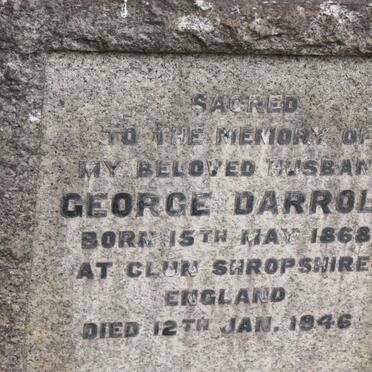 SACRED
TO THE MEMORY OF
MY BELOVED HUSBAN
GEORGE DARROL
BORN 15TH MAY 1868
AT CLUN SHROPSHIRE
ENGLAND
DIED 12TH JAN. 1946